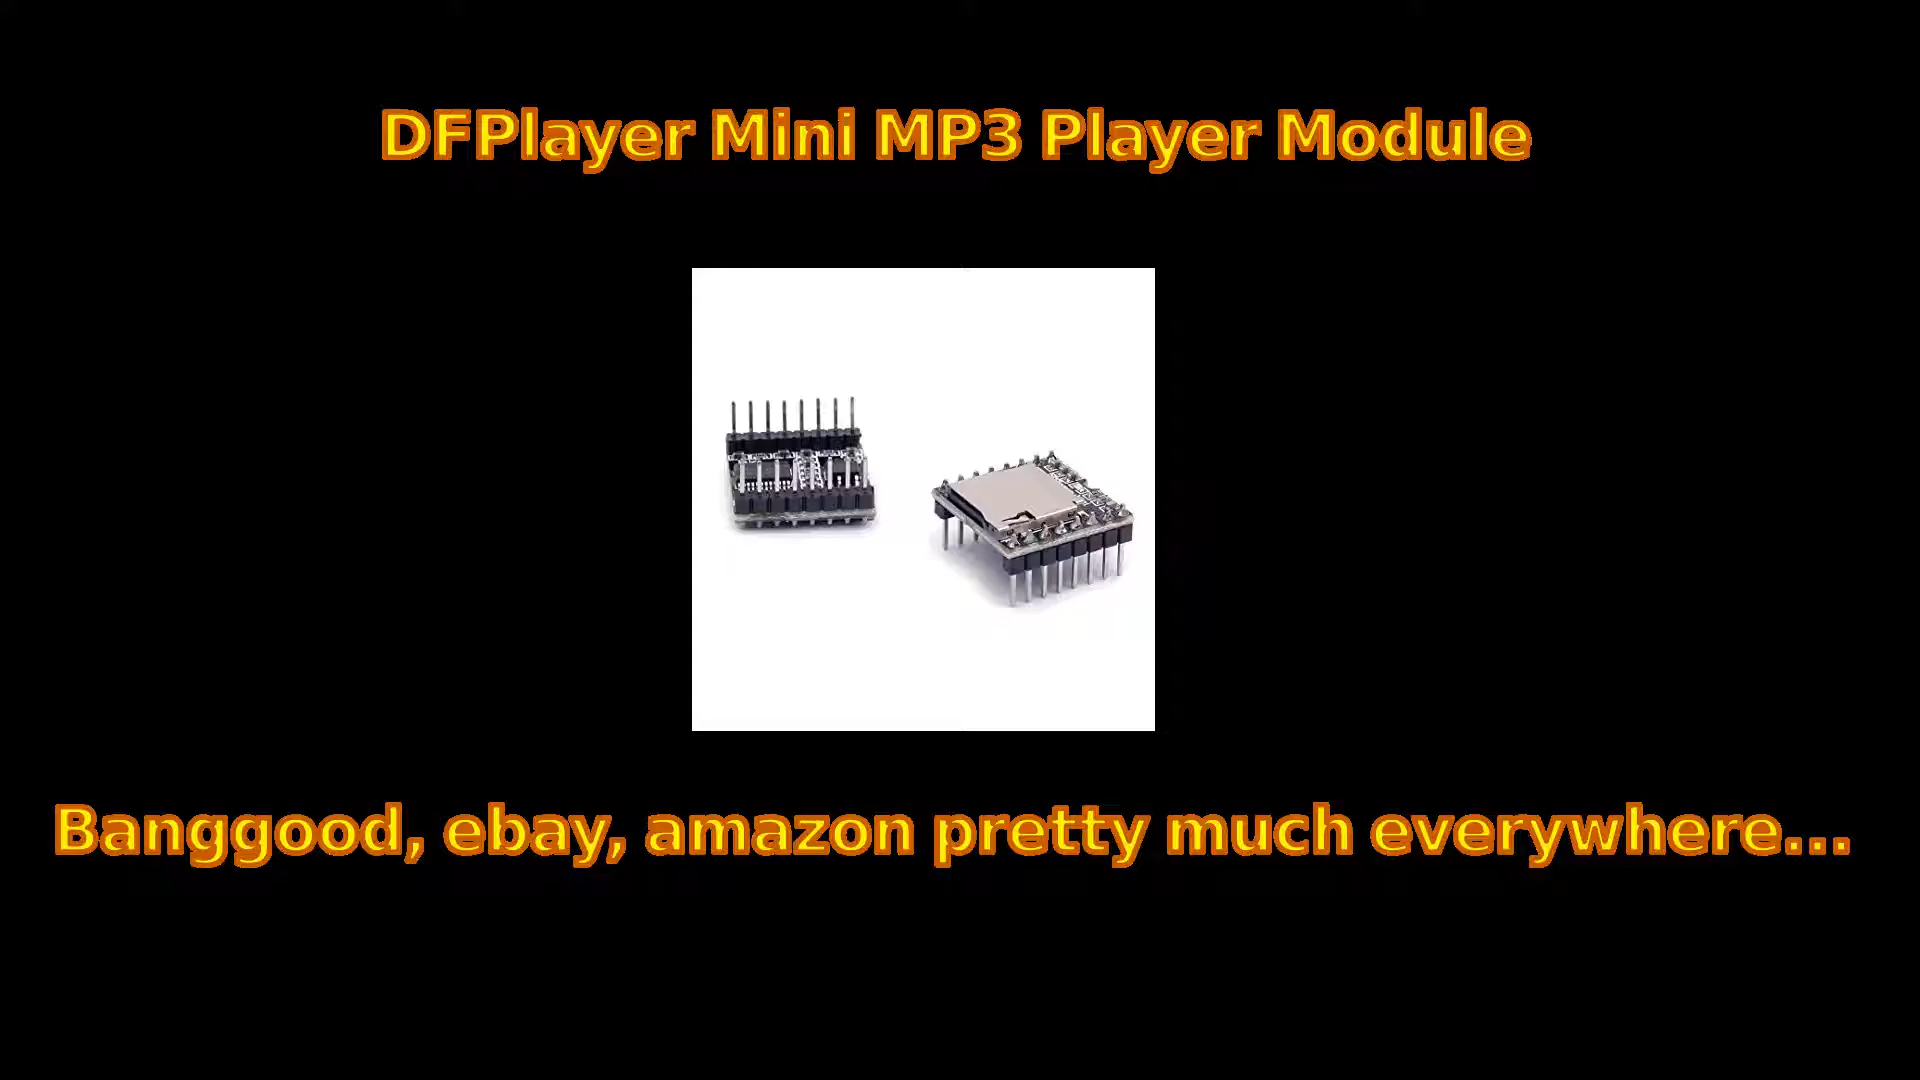 DFPlayer Mini MP3 Player Module
Banggood, ebay, amazon pretty much everywhere...